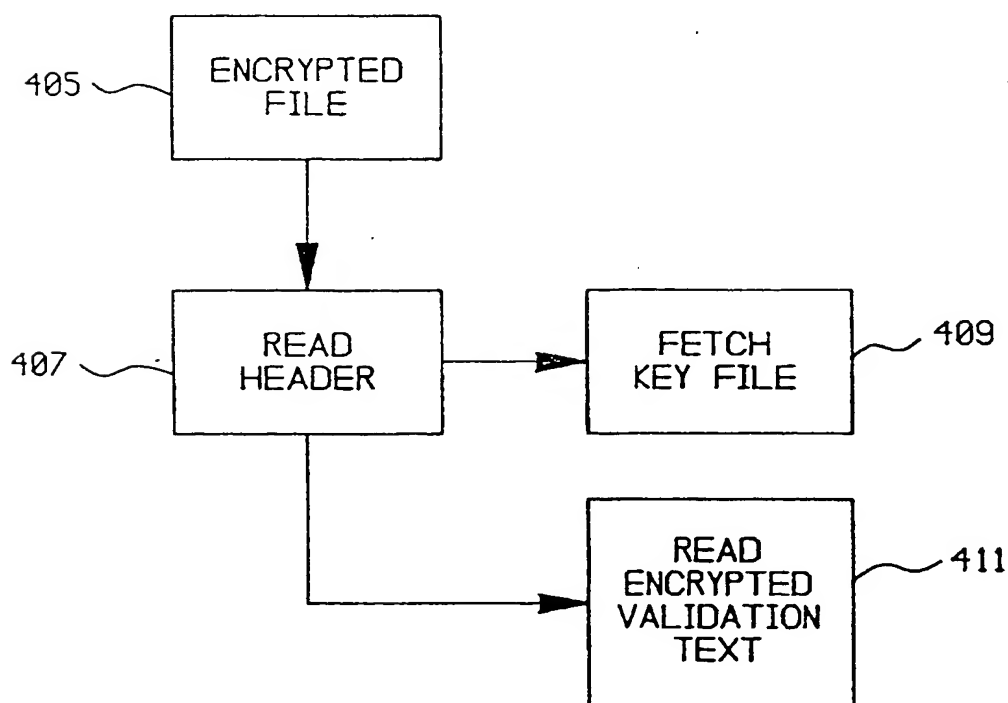 405
ENCRYPTED
FILE
407
READ
HEADER
FETCH
KEY FILE
409
READ
ENCRYPTED
VALIDATION
TEXT
411